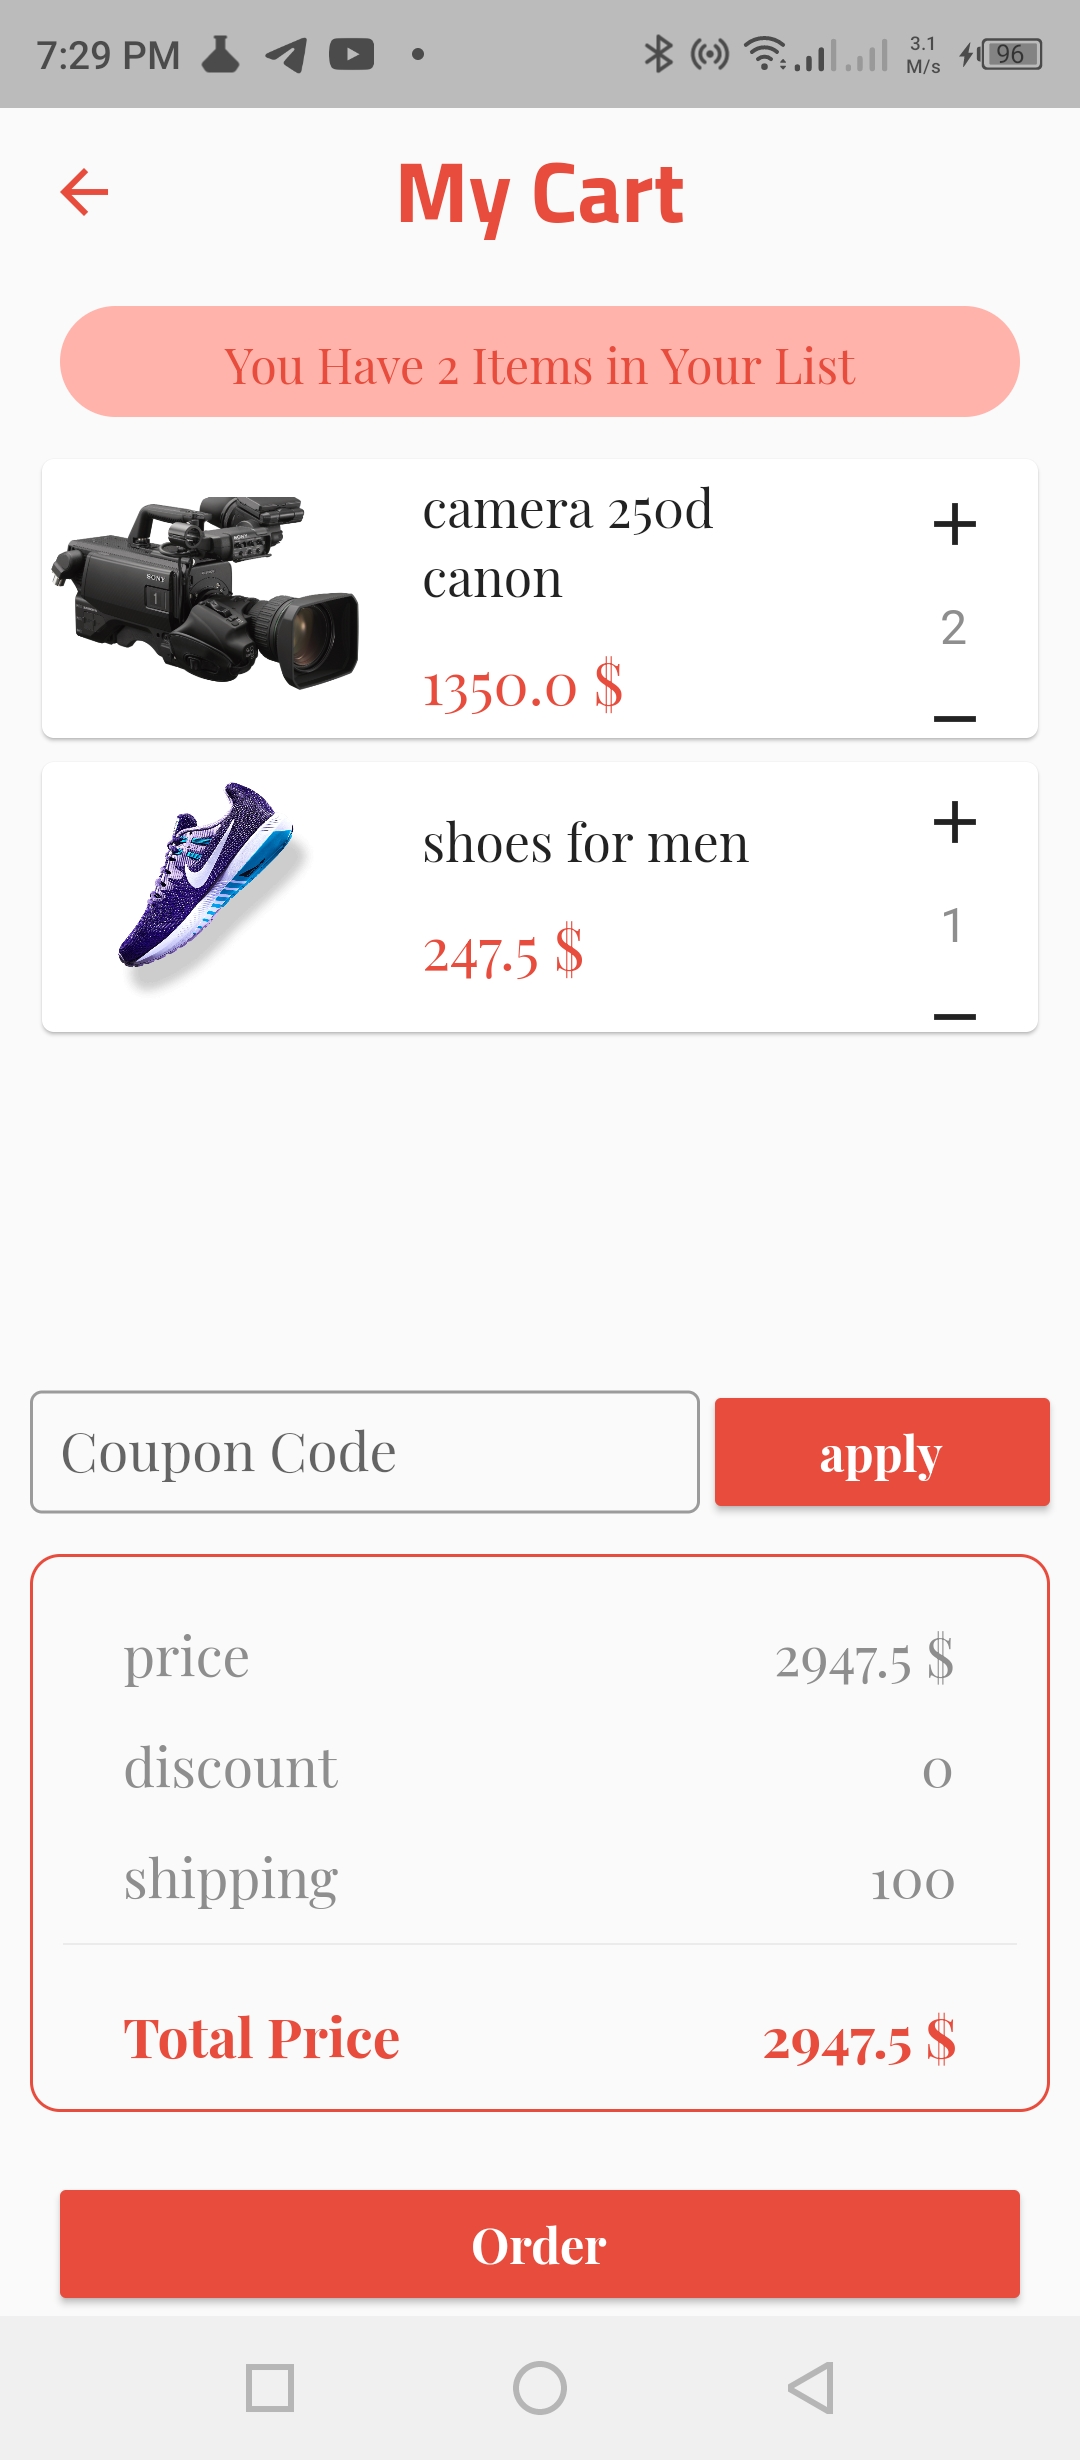 7:29 PM
3.1
M/s
96
My Cart
You Have 2 Items in Your List
camera 250d
canon
SONY
1
1350.0 $
2
shoes for men
247.5 $
1
Coupon Code
apply
price 2947.5 $
discount 0
shipping 100
Total Price 2947.5 $
Order